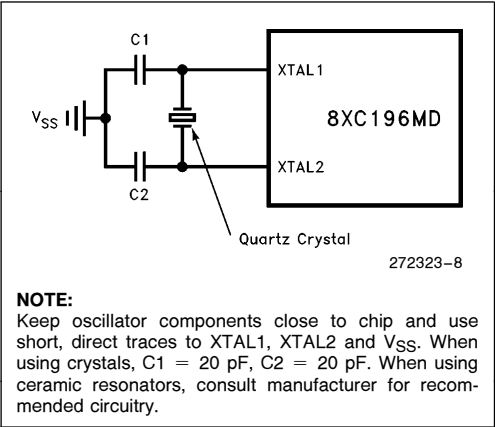 C1
XTAL1
VSS
8XC196MD
XTAL2
C2
Quartz Crystal
272323–8
NOTE:
Keep oscillator components close to chip and use
short, direct traces to XTAL1, XTAL2 and VSS. When
using crystals, C1 = 20 pF, C2 = 20 pF. When using
ceramic resonators, consult manufacturer for recom-
mended circuitry.